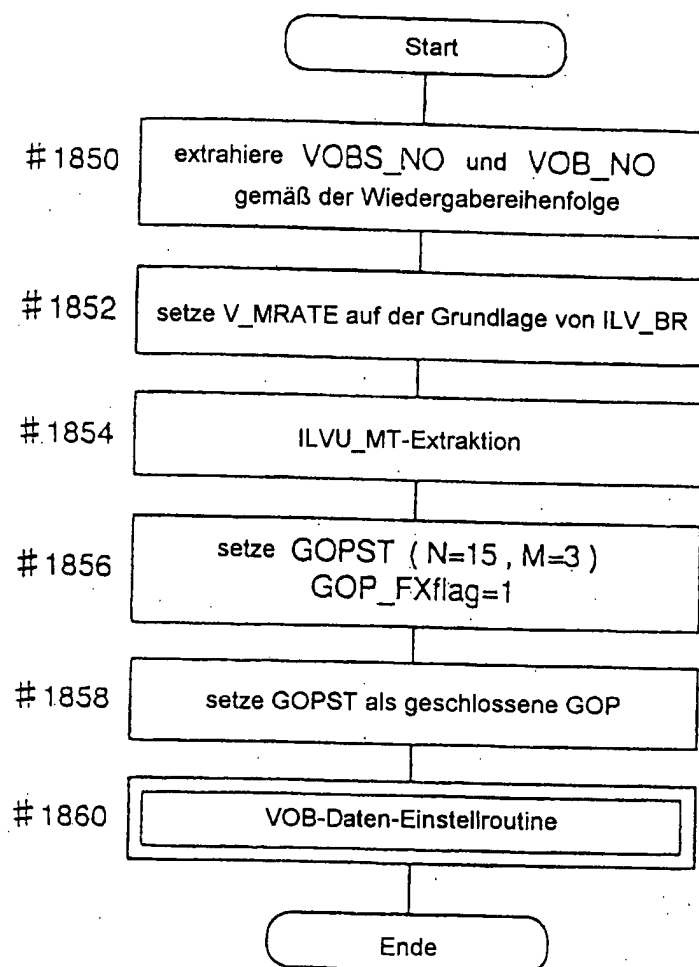 Start
#1850
extrahiere VOBS_NO und VOB_NO
gemäß der Wiedergabereihenfolge
#1852
setze V_MRATE auf der Grundlage von ILV_BR
#1854
ILVU_MT-Extraktion
#1856
setze GOPST (N=15, M=3)
GOP_FXflag=1
#1858
setze GOPST als geschlossene GOP
#1860
VOB-Daten-Einstellroutine
Ende